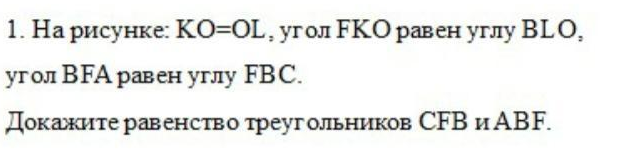 1. На рисунке: KO=OL, угол FKO равен углу BLO,
угол BFA равен углу FBC.
Докажите равенство треугольников CFB и ABF.